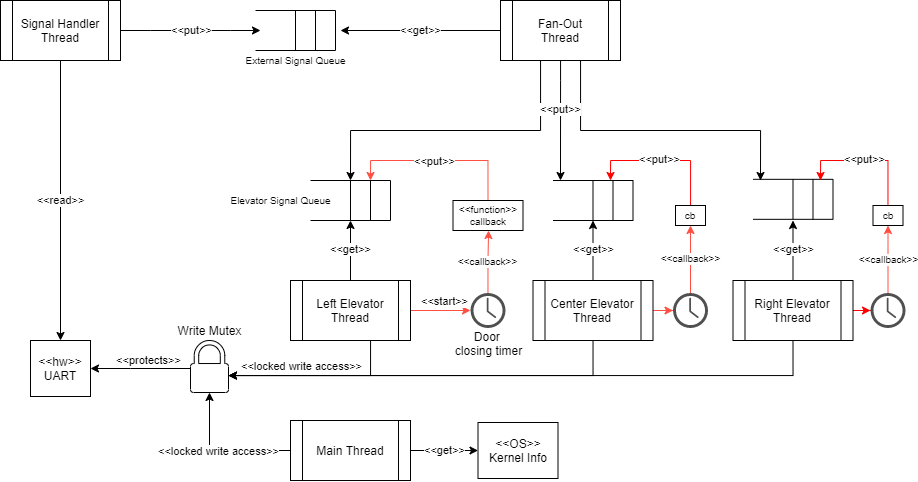 Signal Handler
Thread
<<put>>
<<get>>
Fan-Out
Thread
External Signal Queue
<<put>>
<<put>>
<<put>>
<<put>>
<<read>>
Elevator Signal Queue
<<function>>
callback
cb
cb
<<get>>
<<get>>
<<get>>
<<callback>>
<<callback>>
<<callback>>
Left Elevator
Thread
<<start>>
Center Elevator
Thread
Right Elevator
Thread
Door
closing timer
Write Mutex
<<hw>>
UART
<<protects>>
<<locked write access>>
<<locked write access>>
Main Thread
<<get>>
<<OS>>
Kernel Info